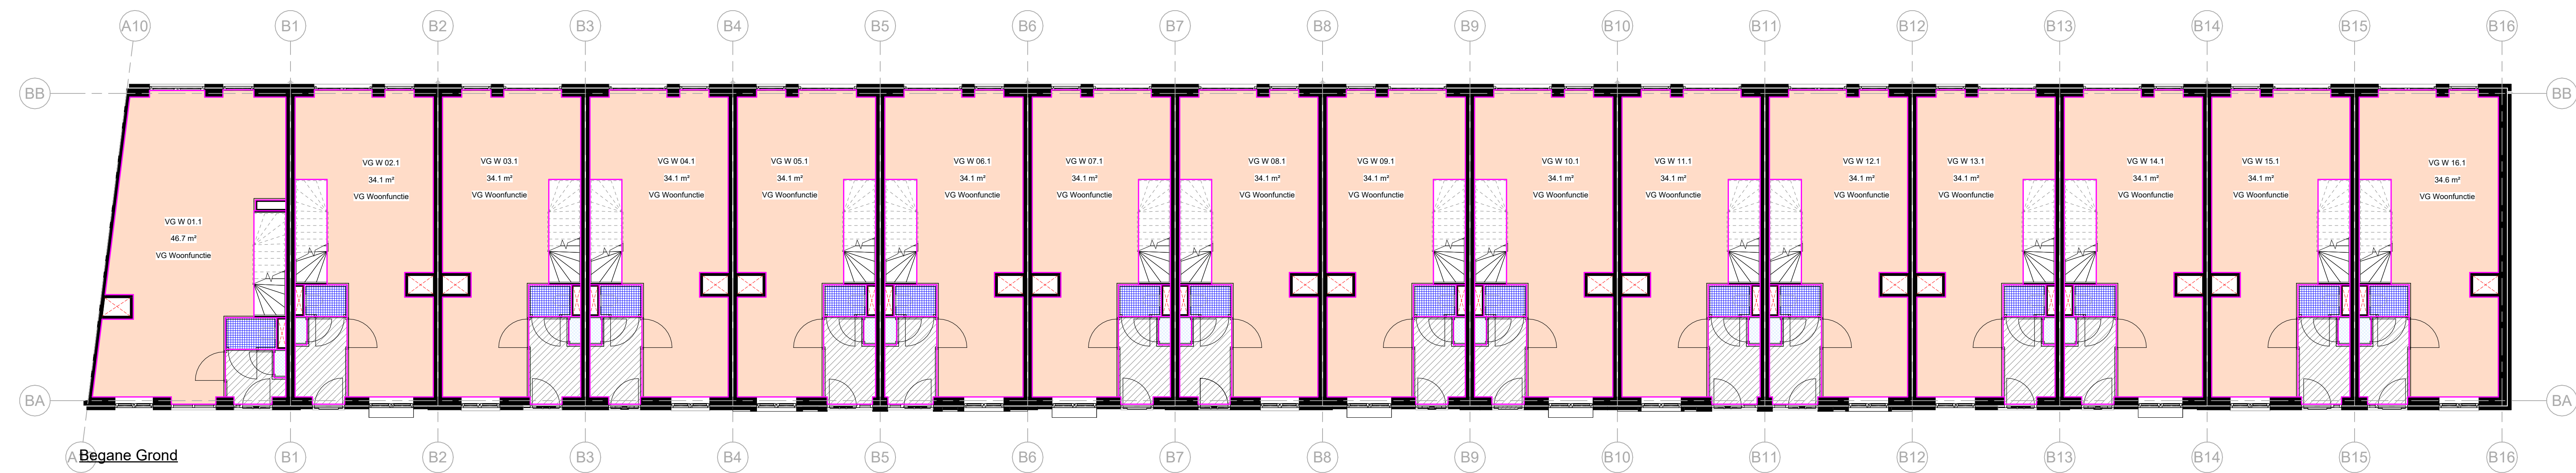 A10 B1 B2 B3 B4 B5 B6 B7 B8 B9 B10 B11 B12 B13 B14 B15 B16
BB BB
VG W 01.1
46.7 m²
VG Woonfunctie
VG W 02.1
34.1 m²
VG Woonfunctie
VG W 03.1
34.1 m²
VG Woonfunctie
VG W 04.1
34.1 m²
VG Woonfunctie
VG W 05.1
34.1 m²
VG Woonfunctie
VG W 06.1
34.1 m²
VG Woonfunctie
VG W 07.1
34.1 m²
VG Woonfunctie
VG W 08.1
34.1 m²
VG Woonfunctie
VG W 09.1
34.1 m²
VG Woonfunctie
VG W 10.1
34.1 m²
VG Woonfunctie
VG W 11.1
34.1 m²
VG Woonfunctie
VG W 12.1
34.1 m²
VG Woonfunctie
VG W 13.1
34.1 m²
VG Woonfunctie
VG W 14.1
34.1 m²
VG Woonfunctie
VG W 15.1
34.1 m²
VG Woonfunctie
VG W 16.1
34.6 m²
VG Woonfunctie
BA BA
Begane Grond
B1 B2 B3 B4 B5 B6 B7 B8 B9 B10 B11 B12 B13 B14 B15 B16